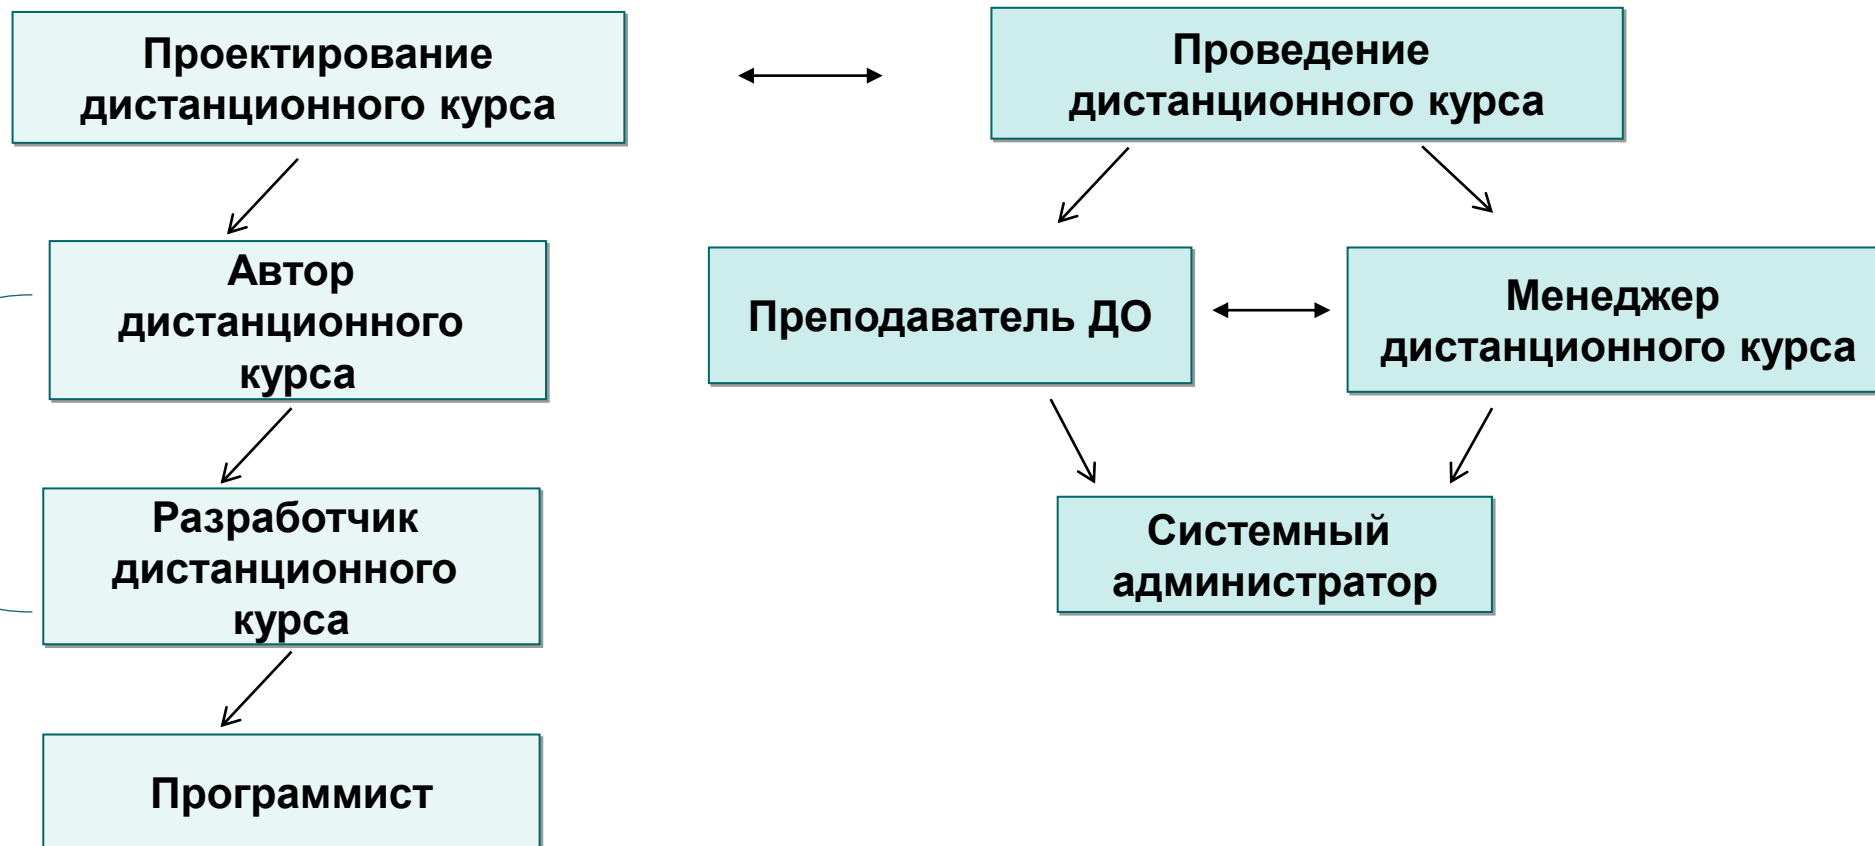 Проектирование
дистанционного курса
Проведение
дистанционного курса
Автор
дистанционного
курса
Преподаватель ДО
Менеджер
дистанционного курса
Разработчик
дистанционного
курса
Системный
администратор
Программист